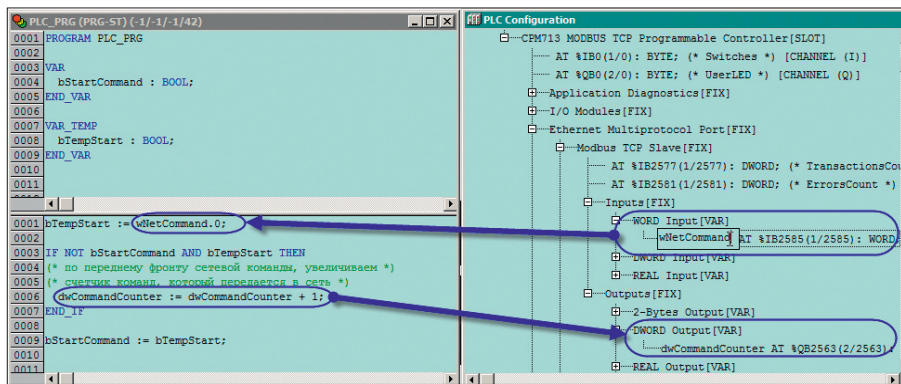 PLC_PRG (PRG-ST) (-1/-1/-1/42)
0001 PROGRAM PLC_PRG
0002
0003 VAR
0004 bStartCommand : BOOL;
0005 END_VAR
0006
0007 VAR_TEMP
0008 bTempStart : BOOL;
0009 END_VAR
0010
0011
0001 bTempStart := wNetCommand.0;
0002
0003 IF NOT bStartCommand AND bTempStart THEN
0004 (* по переднему фронту сетевой команды, увеличиваем *)
0005 (* счетчик команд, который передается в сеть *)
0006 dwCommandCounter := dwCommandCounter + 1;
0007 END_IF
0008
0009 bStartCommand := bTempStart;
0010
0011
PLC Configuration
CPM713 MODBUS TCP Programmable Controller[SLOT]
AT %IB0(1/0): BYTE; (* Switches *) [CHANNEL (I)]
AT %QB0(2/0): BYTE; (* UserLED *) [CHANNEL (Q)]
Application Diagnostics[FIX]
I/O Modules[FIX]
Ethernet Multiprotocol Port[FIX]
Modbus TCP Slave[FIX]
AT %IB2577(1/2577): DWORD; (* TransactionsCou
AT %IB2581(1/2581): DWORD; (* ErrorsCount *)
Inputs[FIX]
WORD Input[VAR]
wNetCommand AT %IB2585(1/2585): WORD;
DWORD Input[VAR]
REAL Input[VAR]
Outputs[FIX]
2-Bytes Output[VAR]
DWORD Output[VAR]
dwCommandCounter AT %QB2563(2/2563):
REAL Output[VAR]